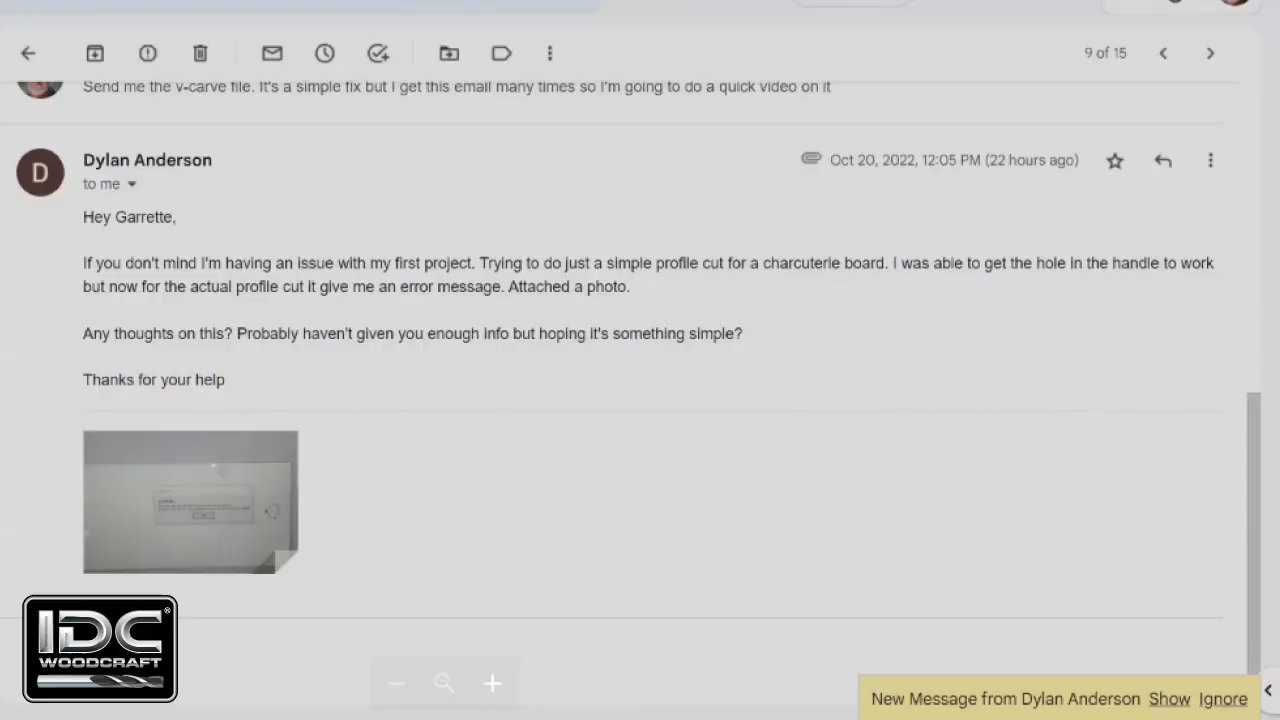 9 of 15
Send me the v-carve file. It's a simple fix but I get this email many times so I'm going to do a quick video on it
D
Dylan Anderson
Oct 20, 2022, 12:05 PM (22 hours ago)
to me
Hey Garrette,
If you don't mind I'm having an issue with my first project. Trying to do just a simple profile cut for a charcuterie board. I was able to get the hole in the handle to work
but now for the actual profile cut it give me an error message. Attached a photo.
Any thoughts on this? Probably haven't given you enough info but hoping it's something simple?
Thanks for your help
IDC®
WOODCRAFT
New Message from Dylan Anderson Show Ignore